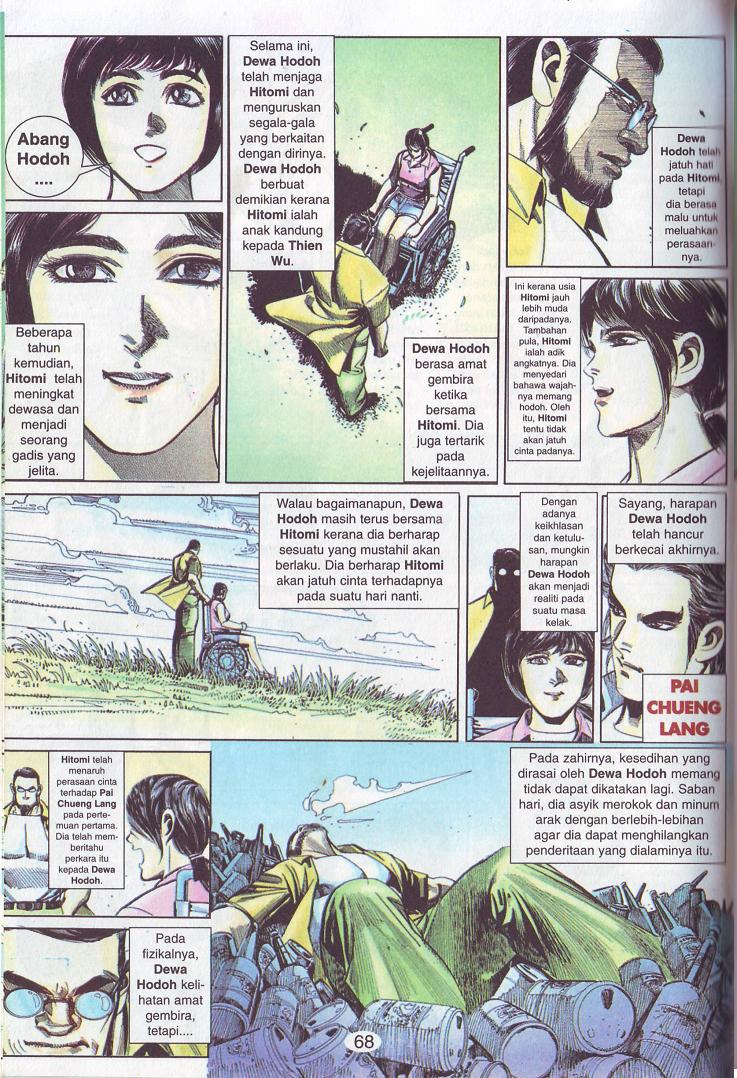 Abang
Hodoh
....
Beberapa
tahun
kemudian,
Hitomi telah
meningkat
dewasa dan
menjadi
seorang
gadis yang
jelita.
Selama ini,
Dewa Hodoh
telah menjaga
Hitomi dan
menguruskan
segala-gala
yang berkaitan
dengan dirinya.
Dewa Hodoh
berbuat
demikian kerana
Hitomi ialah
anak kandung
kepada Thien
Wu.
Dewa Hodoh
berasa amat
gembira
ketika
bersama
Hitomi. Dia
juga tertarik
pada
kejelitaannya.
Dewa
Hodoh telah
jatuh hati
pada Hitomi,
tetapi
dia berasa
malu untuk
meluahkan
perasaan-
nya.
Ini kerana usia
Hitomi jauh
lebih muda
daripadanya.
Tambahan
pula, Hitomi
ialah adik
angkatnya. Dia
menyedari
bahawa wajah-
nya memang
hodoh. Oleh
itu, Hitomi
tentu tidak
akan jatuh
cinta padanya.
Walau bagaimanapun, Dewa
Hodoh masih terus bersama
Hitomi kerana dia berharap
sesuatu yang mustahil akan
berlaku. Dia berharap Hitomi
akan jatuh cinta terhadapnya
pada suatu hari nanti.
Dengan
adanya
keikhlasan
dan ketulu-
san, mungkin
harapan
Dewa Hodoh
akan menjadi
realiti pada
suatu masa
kelak.
Sayang, harapan
Dewa Hodoh
telah hancur
berkecai akhirnya.
PAI
CHUENG
LANG
Hitomi telah
menaruh
perasaan cinta
terhadap Pai
Chueng Lang
pada perte-
muan pertama.
Dia telah mem-
beritahu
perkara itu
kepada Dewa
Hodoh.
Pada
fizikalnya,
Dewa
Hodoh keli-
hatan amat
gembira,
tetapi....
Pada zahirnya, kesedihan yang
dirasai oleh Dewa Hodoh memang
tidak dapat dikatakan lagi. Saban
hari, dia asyik merokok dan minum
arak dengan berlebih-lebihan
agar dia dapat menghilangkan
penderitaan yang dialaminya itu.
68